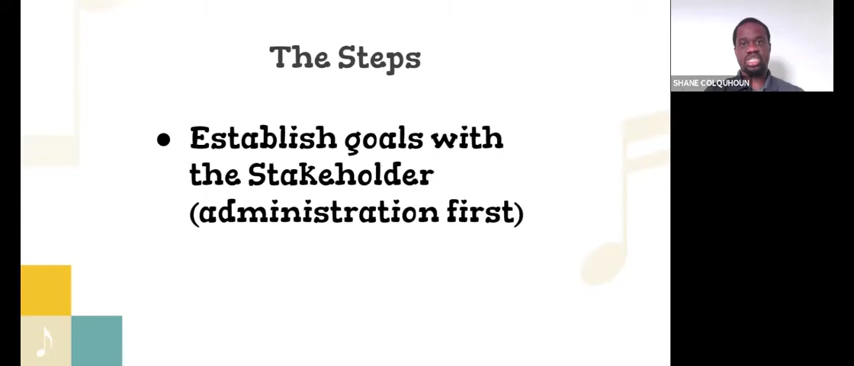 The Steps
● Establish goals with
the Stakeholder
(administration first)
SHANE COLQUHOUN